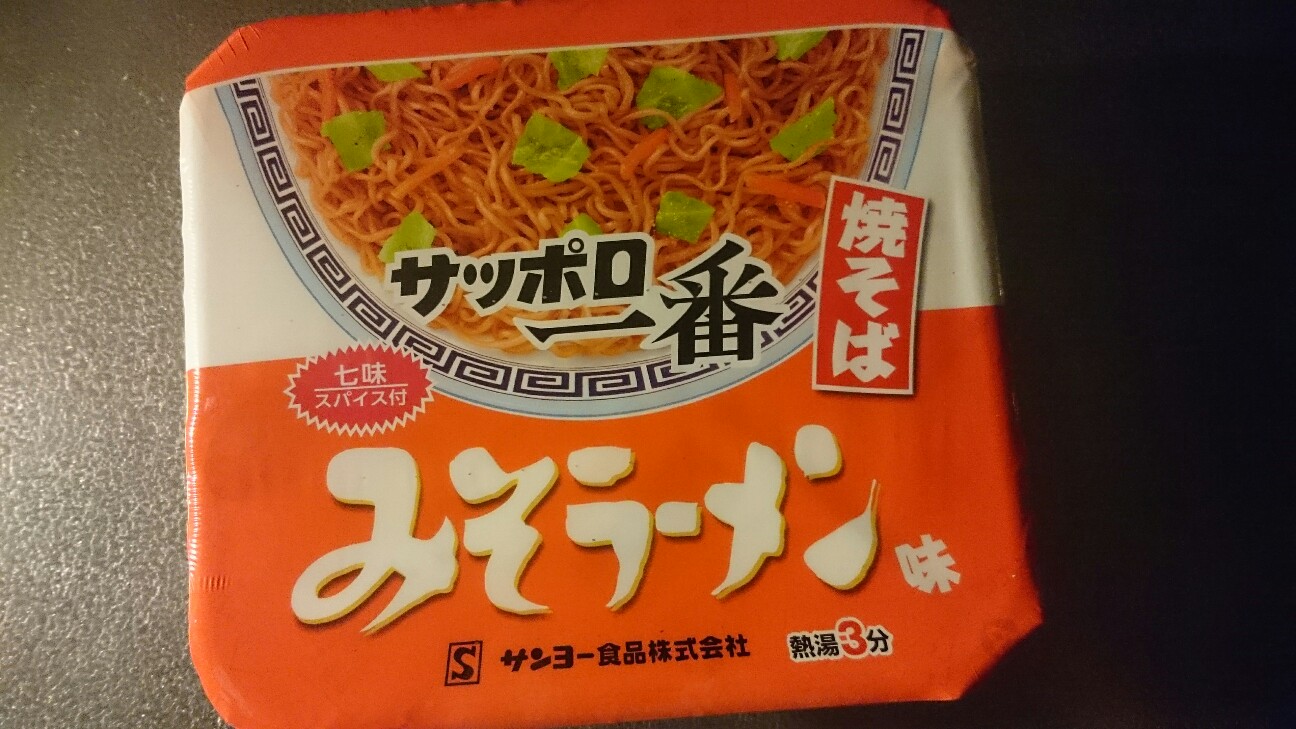 サッポロ
一番
焼そば
七味
スパイス付
みそラーメン
味
S サンヨー食品株式会社
熱湯3分